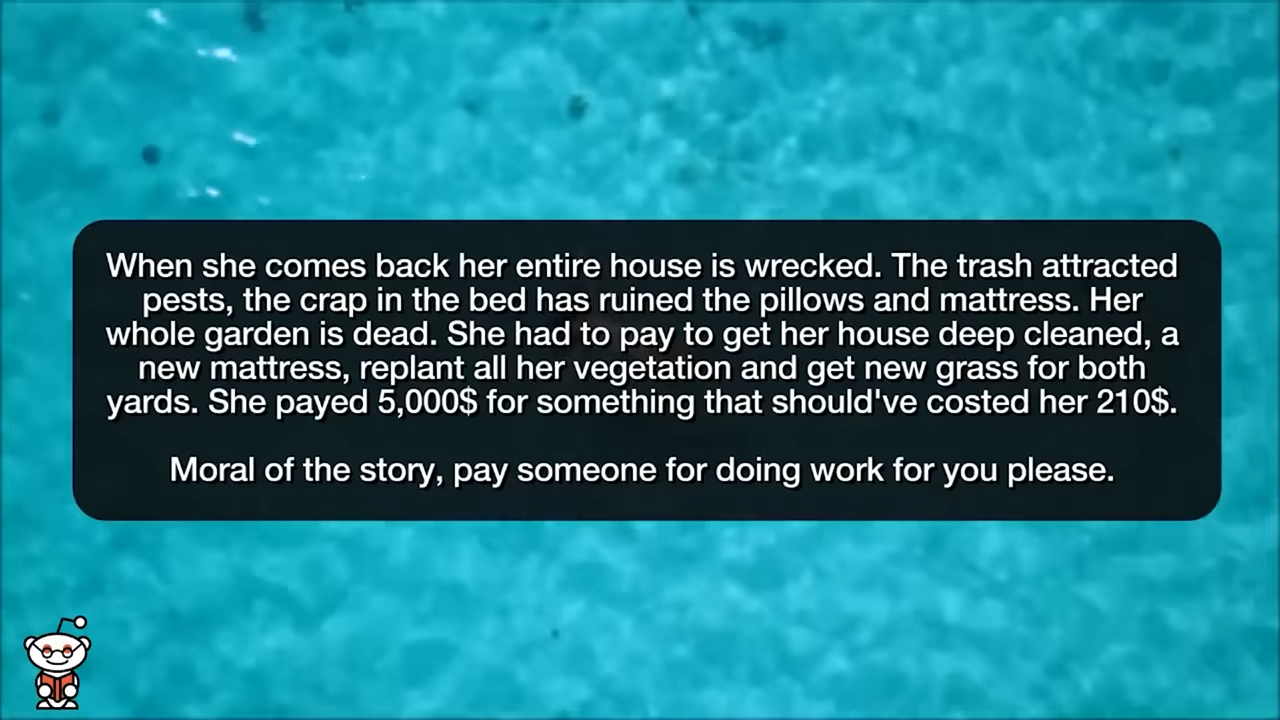 When she comes back her entire house is wrecked. The trash attracted
pests, the crap in the bed has ruined the pillows and mattress. Her
whole garden is dead. She had to pay to get her house deep cleaned, a
new mattress, replant all her vegetation and get new grass for both
yards. She payed 5,000$ for something that should've costed her 210$.
Moral of the story, pay someone for doing work for you please.